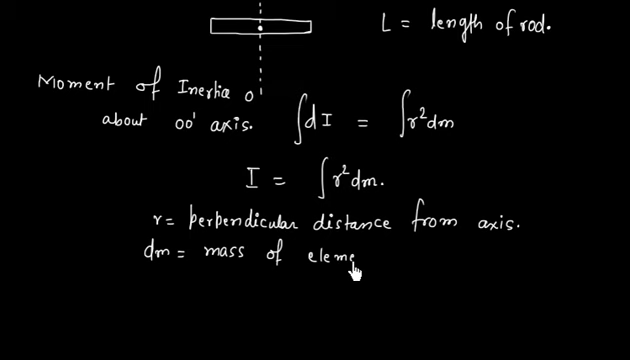 L = length of rod.
Moment of Inertia
O
about OO' axis.
∫dI = ∫r²dm
I = ∫r²dm.
r = perpendicular distance from axis.
dm = mass of eleme